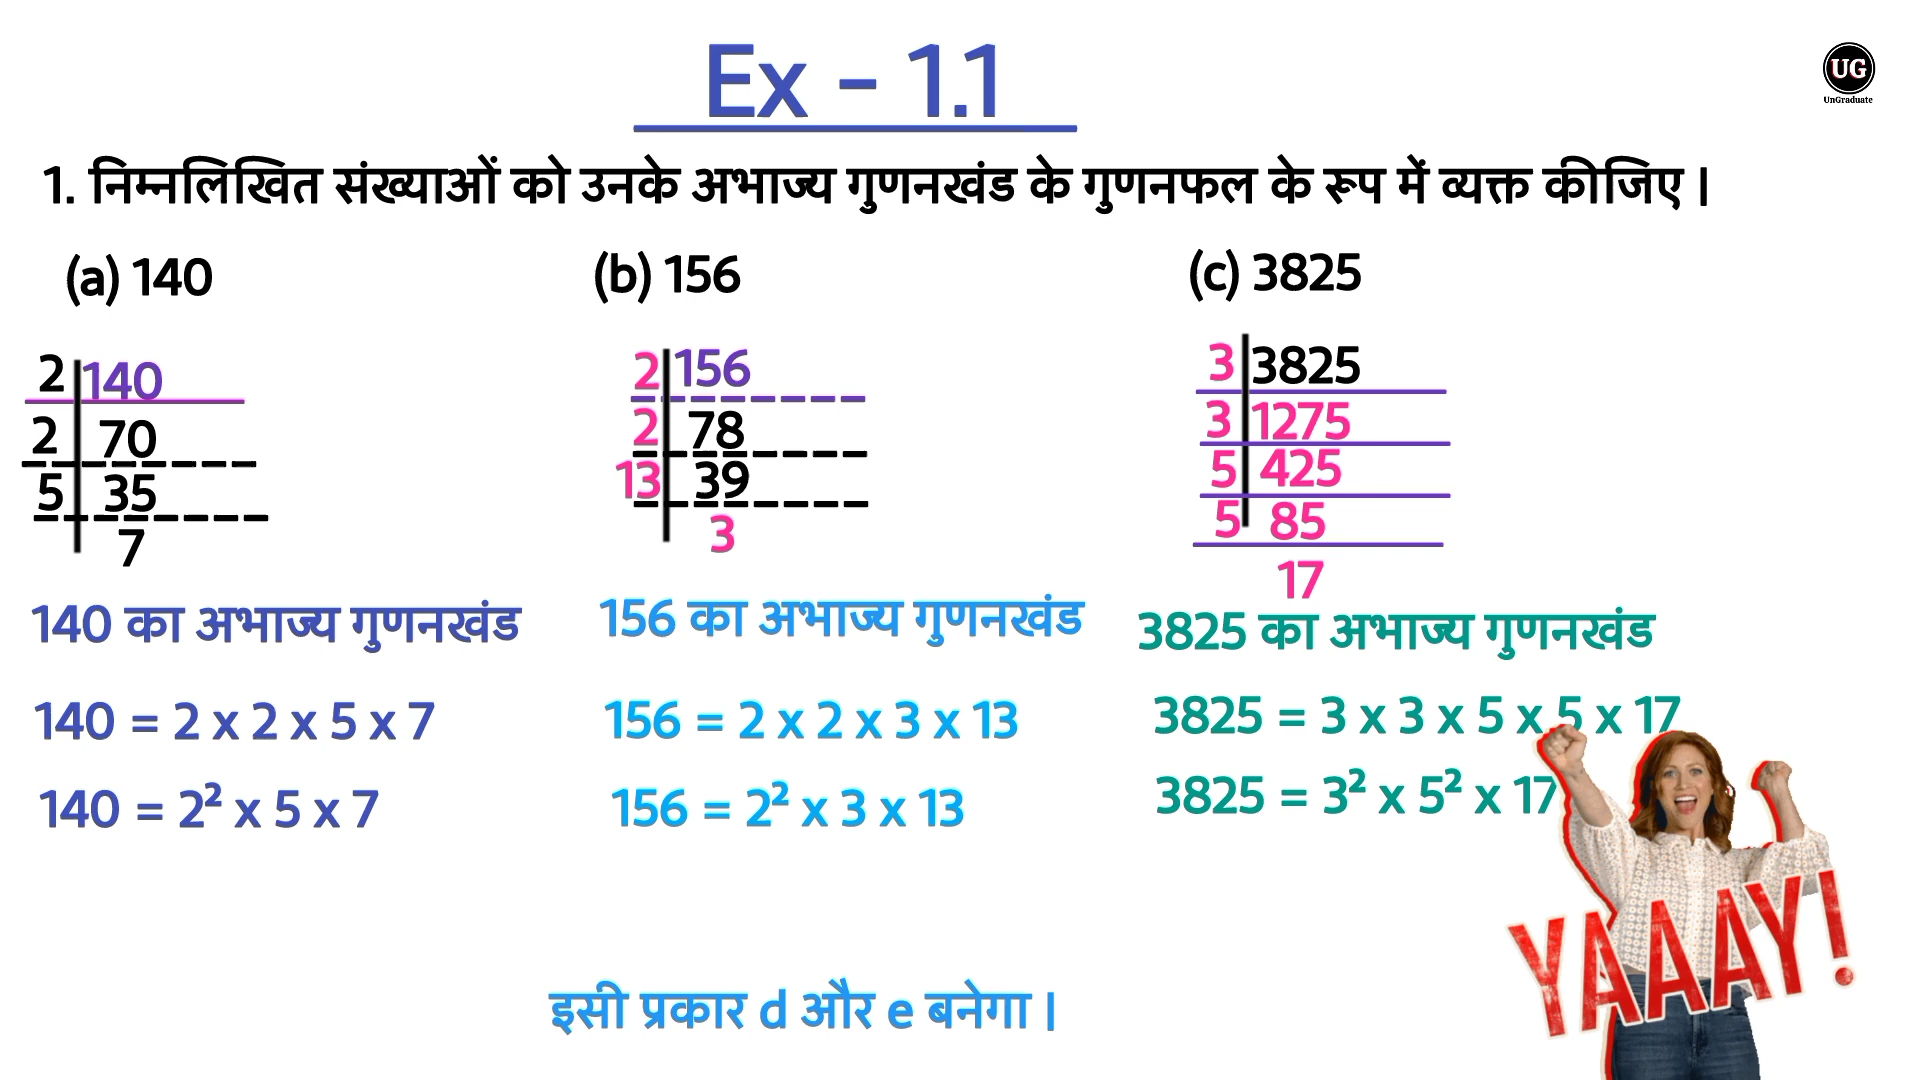 Ex - 1.1
UG
UnGraduate
1. निम्नलिखित संख्याओं को उनके अभाज्य गुणनखंड के गुणनफल के रूप में व्यक्त कीजिए ।
(a) 140
2 140
2 70
5 35
7
140 का अभाज्य गुणनखंड
140 = 2 x 2 x 5 x 7
140 = 2² x 5 x 7
(b) 156
2 156
2 78
13 39
3
156 का अभाज्य गुणनखंड
156 = 2 x 2 x 3 x 13
156 = 2² x 3 x 13
(c) 3825
3 3825
3 1275
5 425
5 85
17
3825 का अभाज्य गुणनखंड
3825 = 3 x 3 x 5 x 5 x 17
3825 = 3² x 5² x 17
YAAAY!
इसी प्रकार d और e बनेगा ।